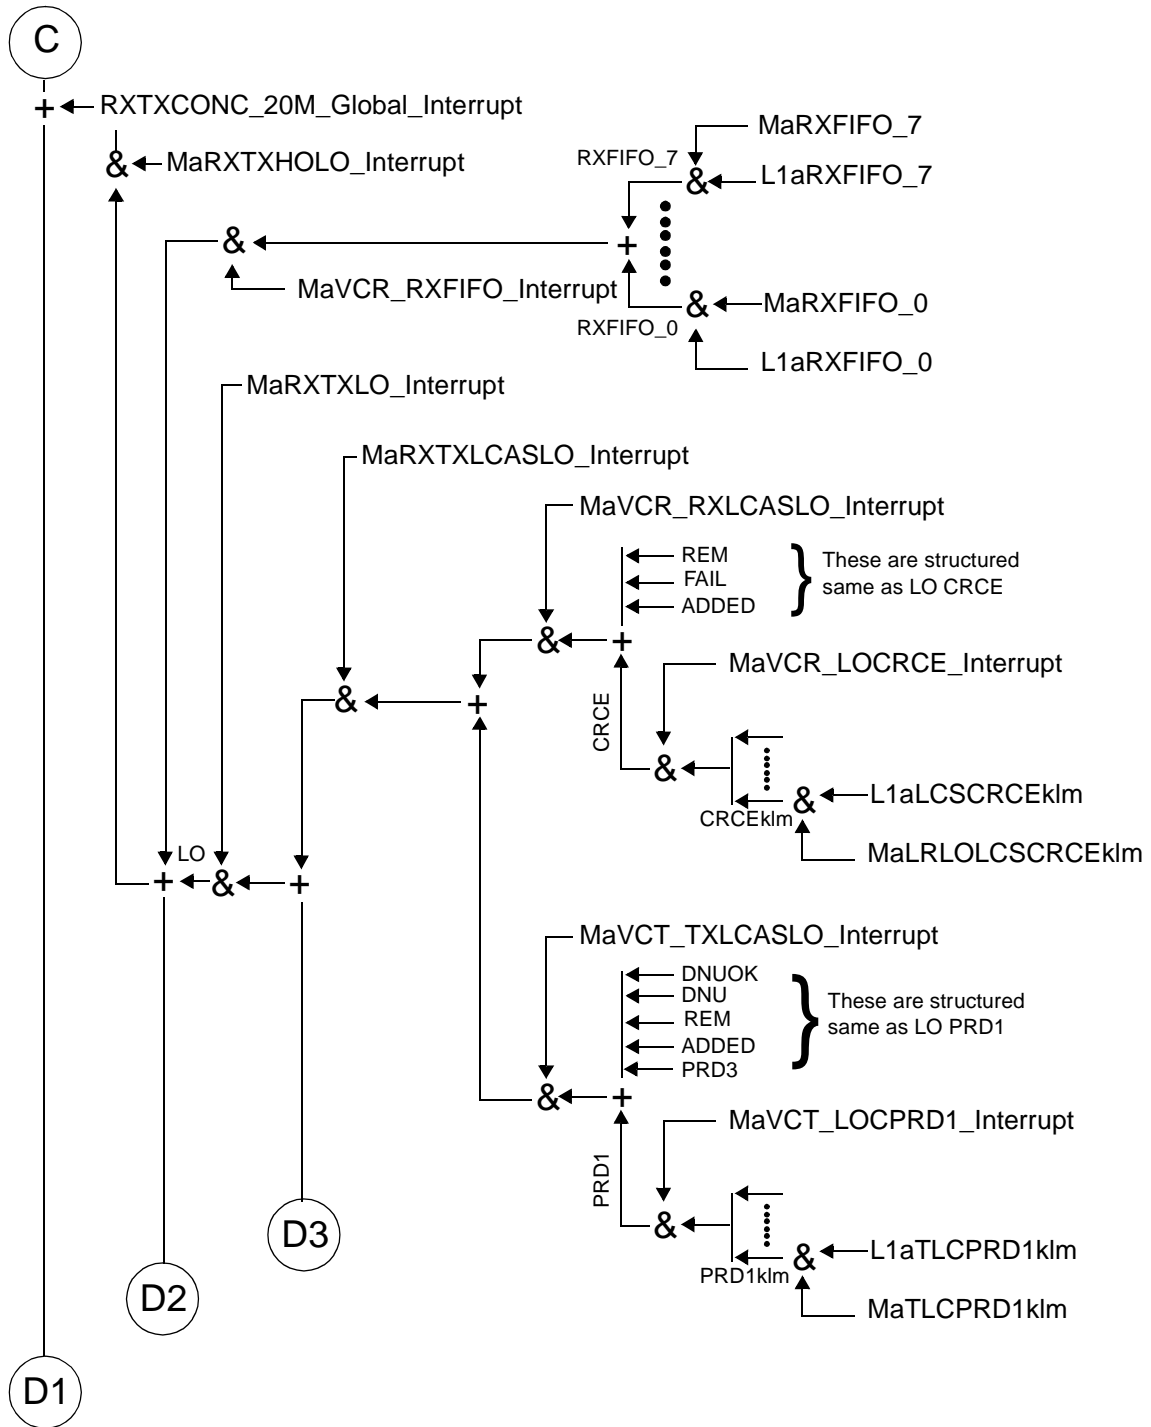 C
+ RXTXCONC_20M_Global_Interrupt
& MaRXTXHOLO_Interrupt
MaRXFIFO_7
RXFIFO_7
& L1aRXFIFO_7
&
+
MaVCR_RXFIFO_Interrupt
& MaRXFIFO_0
RXFIFO_0
L1aRXFIFO_0
MaRXTXLO_Interrupt
MaRXTXLCASLO_Interrupt
MaVCR_RXLCASLO_Interrupt
REM
FAIL
ADDED
} These are structured
same as LO CRCE
& +
MaVCR_LOCRCE_Interrupt
& +
CRCE
&
CRCEklm
& L1aLCSCRCEklm
MaLRLOLCSCRCEklm
LO
+ & +
MaVCT_TXLCASLO_Interrupt
DNUOK
DNU
REM
ADDED
PRD3
} These are structured
same as LO PRD1
& +
MaVCT_LOCPRD1_Interrupt
PRD1
&
PRD1klm
& L1aTLCPRD1klm
MaTLCPRD1klm
D3
D2
D1